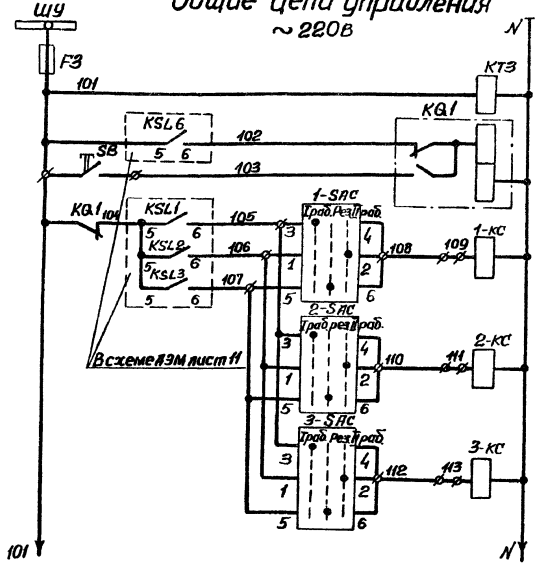 Общие цепи управления
~220в
ШУ
N
F3
101
КТ3
KQ1
KSL6
5 6
102
SB
103
KQ1
104
KSL1
5 6
105
KSL2
5 6
106
KSL3
5 6
107
1-SAC
I раб. Рез II раб.
3 4
1 2
5 6
108
109
1-КС
2-SAC
I раб. рез II раб.
3 4
1 2
5 6
110
111
2-КС
В схеме АЭМ лист 11
3-SAC
I раб. Рез II раб.
3 4
1 2
5 6
112
113
3-КС
101
N